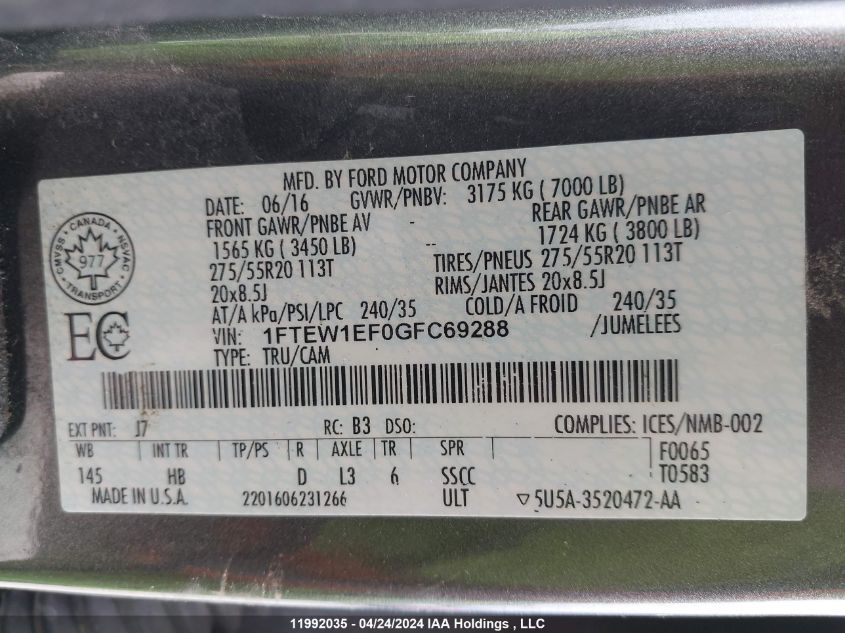 MFD. BY FORD MOTOR COMPANY
DATE: 06/16 GVWR/PNBV: 3175 KG ( 7000 LB)
FRONT GAWR/PNBE AV - REAR GAWR/PNBE AR
1565 KG ( 3450 LB) -- 1724 KG ( 3800 LB)
275/55R20 113T TIRES/PNEUS 275/55R20 113T
20x8.5J RIMS/JANTES 20x8.5J
AT/A kPa/PSI/LPC 240/35 COLD/A FROID 240/35
VIN: 1FTEW1EF0GFC69288 /JUMELEES
TYPE: TRU/CAM
CANADA
CMVSS NSVAC
977
TRANSPORT
EC
EXT PNT: J7 RC: B3 DSO: COMPLIES: ICES/NMB-002
WB INT TR TP/PS R AXLE TR SPR F0065
145 HB D L3 6 SSCC T0583
MADE IN U.S.A. 2201606231266 ULT ▽5U5A-3520472-AA
11992035 - 04/24/2024 IAA Holdings , LLC